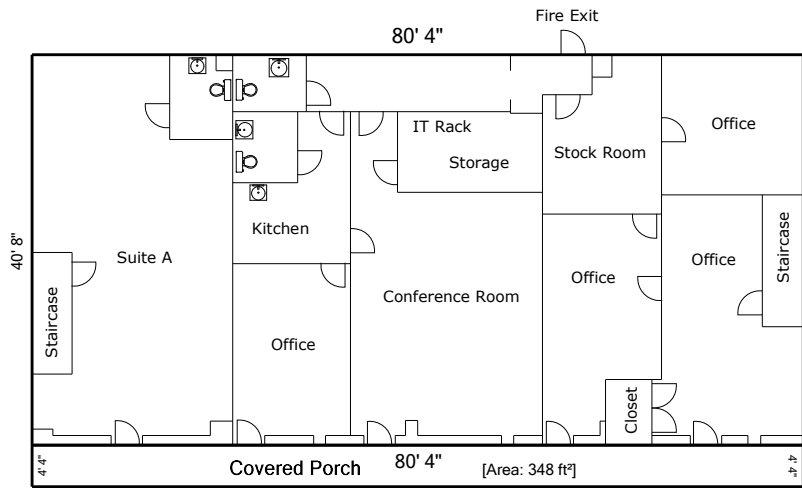 Fire Exit
80' 4"
IT Rack
Storage
Stock Room
Office
40' 8"
Suite A
Kitchen
Staircase
Conference Room
Office
Office
Office
Staircase
Closet
4' 4"
Covered Porch
80' 4"
[Area: 348 ft²]
4' 4"